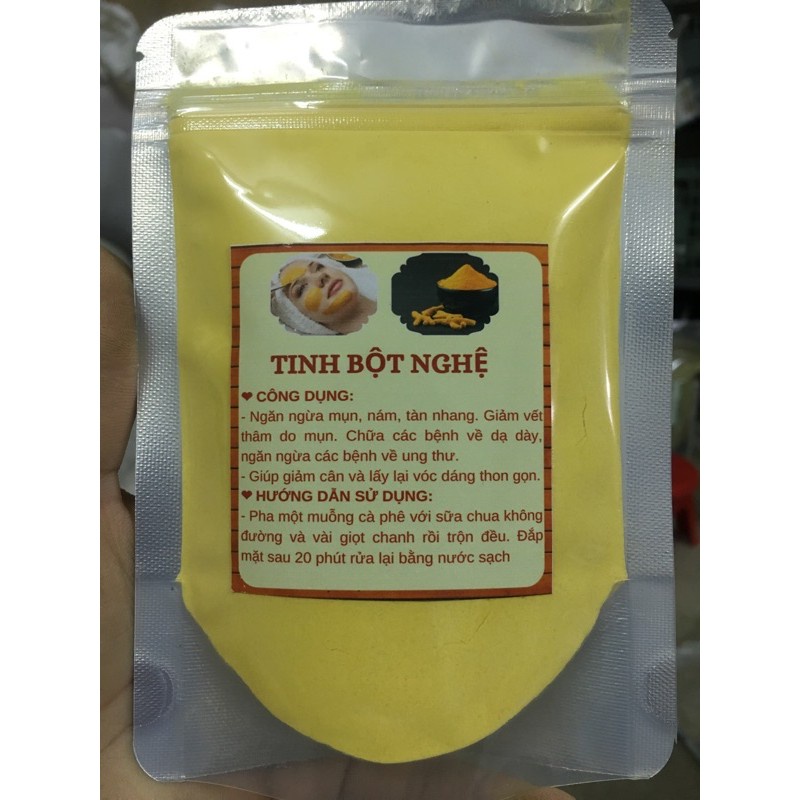 TINH BỘT NGHỆ
❤ CÔNG DỤNG:
- Ngăn ngừa mụn, nám, tàn nhang. Giảm vết
thâm do mụn. Chữa các bệnh về dạ dày,
ngăn ngừa các bệnh về ung thư.
- Giúp giảm cân và lấy lại vóc dáng thon gọn.
❤ HƯỚNG DẪN SỬ DỤNG:
- Pha một muỗng cà phê với sữa chua không
đường và vài giọt chanh rồi trộn đều. Đắp
mặt sau 20 phút rửa lại bằng nước sạch